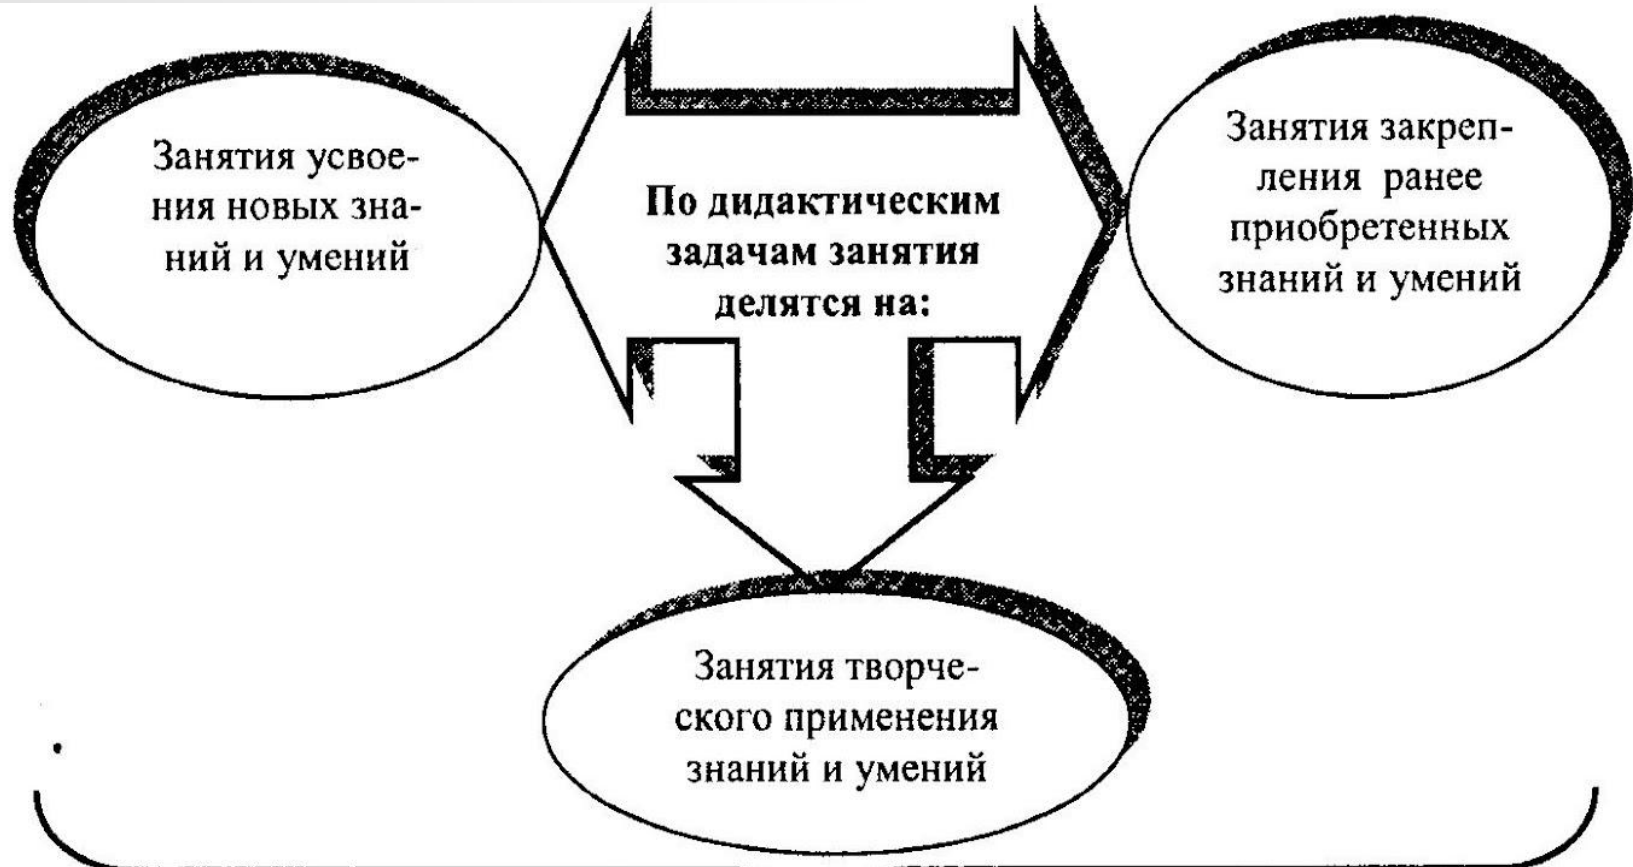 Занятия усвое-
ния новых зна-
ний и умений
По дидактическим
задачам занятия
делятся на:
Занятия закреп-
ления ранее
приобретенных
знаний и умений
Занятия творче-
ского применения
знаний и умений